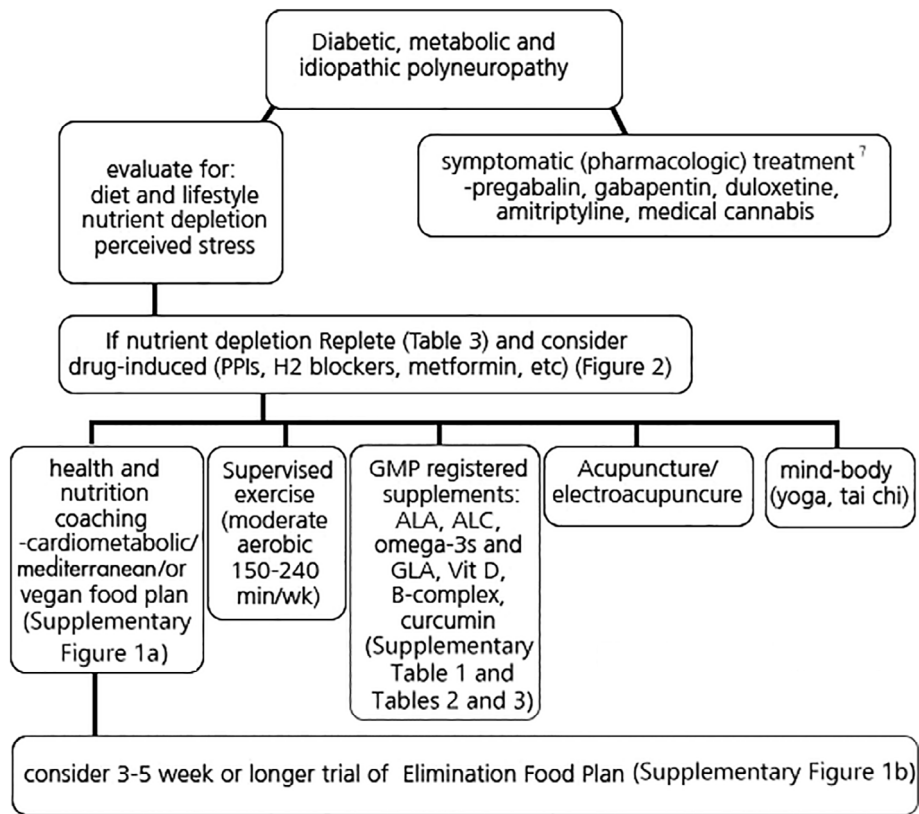 Diabetic, metabolic and
idiopathic polyneuropathy
evaluate for:
diet and lifestyle
nutrient depletion
perceived stress
symptomatic (pharmacologic) treatment 7
-pregabalin, gabapentin, duloxetine,
amitriptyline, medical cannabis
If nutrient depletion Replete (Table 3) and consider
drug-induced (PPIs, H2 blockers, metformin, etc) (Figure 2)
health and
nutrition
coaching
-cardiometabolic/
mediterranean/or
vegan food plan
(Supplementary
Figure 1a)
Supervised
exercise
(moderate
aerobic
150-240
min/wk)
GMP registered
supplements:
ALA, ALC,
omega-3s and
GLA, Vit D,
B-complex,
curcumin
(Supplementary
Table 1 and
Tables 2 and 3)
Acupuncture/
electroacupuncure
mind-body
(yoga, tai chi)
consider 3-5 week or longer trial of Elimination Food Plan (Supplementary Figure 1b)